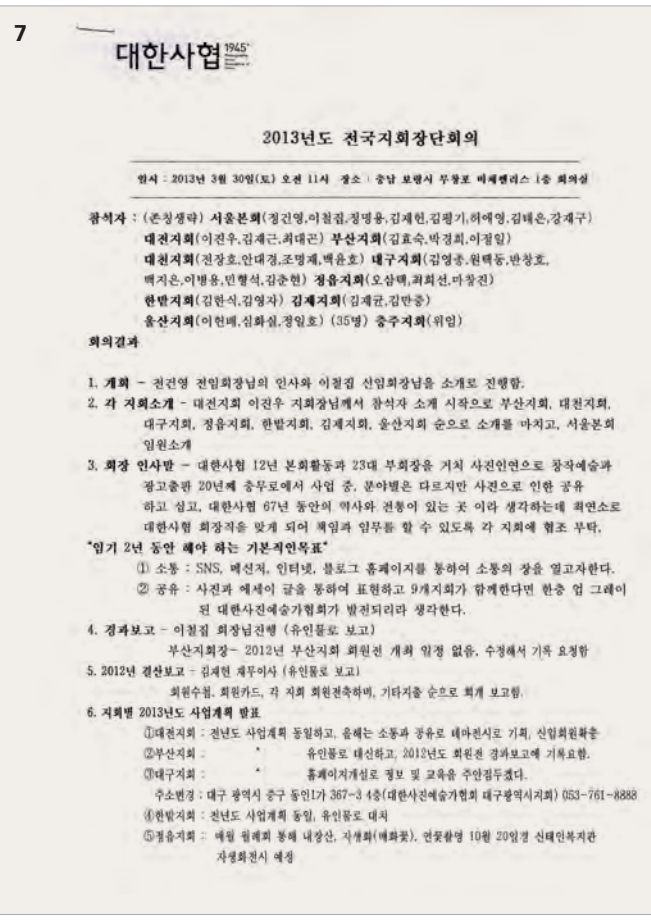 7
대한사협 1945~
2013년도 전국지회장단회의
일시 : 2013년 3월 30일(토) 오전 11시 장소 : 충남 보령시 무창포 비체펠리스 1층 회의실
참석자 : (존칭생략) 서울본회(정건영,이철집,정명용,김재헌,김평기,허애영,김태은,강재구)
대전지회(이진우,김재근,최대곤) 부산지회(김효숙,박경희,이점일)
대천지회(전장호,안대경,조명재,백윤호) 대구지회(김영종,원택동,반창호,
백지은,이병용,민형석,김춘현) 정읍지회(오삼택,최희선,마창진)
한밭지회(김한식,김영자) 김제지회(김재균,김만중)
울산지회(이헌배,심화실,정일호) (35명) 충주지회(위임)
회의결과
1. 개회 - 전건영 전임회장님의 인사와 이철집 신임회장님을 소개로 진행함.
2. 각 지회소개 - 대전지회 이진우 지회장님께서 참석자 소개 시작으로 부산지회, 대천지회,
대구지회, 정읍지회, 한밭지회, 김제지회, 울산지회 순으로 소개를 마치고, 서울본회
임원소개
3. 회장 인사말 - 대한사협 12년 본회활동과 23대 부회장을 거치 사진인연으로 창작예술과
광고출판 20년째 충무로에서 사업 중, 분야별은 다르지만 사진으로 인한 공유
하고 싶고, 대한사협 67년 동안의 역사와 전통이 있는 곳 이라 생각하는데 최연소로
대한사협 회장직을 맞게 되어 책임과 임무를 할 수 있도록 각 지회에 협조 부탁,
"임기 2년 동안 해야 하는 기본적인목표"
① 소통 : SNS, 메신저, 인터넷, 블로그 홈페이지를 통하여 소통의 장을 열고자한다.
② 공유 : 사진과 에세이 글을 통하여 표현하고 9개지회가 함께한다면 한층 업 그레이
된 대한사진예술가협회가 발전되리라 생각한다.
4. 경과보고 - 이철집 회장님진행 (유인물로 보고)
부산지회장- 2012년 부산지회 회원전 개최 일정 없음, 수정해서 기록 요청함
5. 2012년 결산보고 - 김재헌 재무이사 (유인물로 보고)
회원수첩, 회원카드, 각 지회 회원전축하비, 기타지출 순으로 회계 보고함.
6. 지회별 2013년도 사업계획 발표
①대전지회 : 전년도 사업계획 동일하고, 올해는 소통과 공유로 테마전시로 기획, 신입회원확출
②부산지회 : " 유인물로 대신하고, 2012년도 회원전 경과보고에 기록요함.
③대구지회 : " 홈페이지개설로 정보 및 교육을 주안점두겠다.
주소변경 : 대구 광역시 중구 동인1가 367-3 4층(대한사진예술가협회 대구광역시지회) 053-761-8888
④한밭지회 : 전년도 사업계획 동일, 유인물로 대처
⑤정읍지회 : 매월 월례회 통해 내장산, 자생화(매화꽃), 연꽃촬영 10월 20일경 신태인복지관
자생화전시 예정